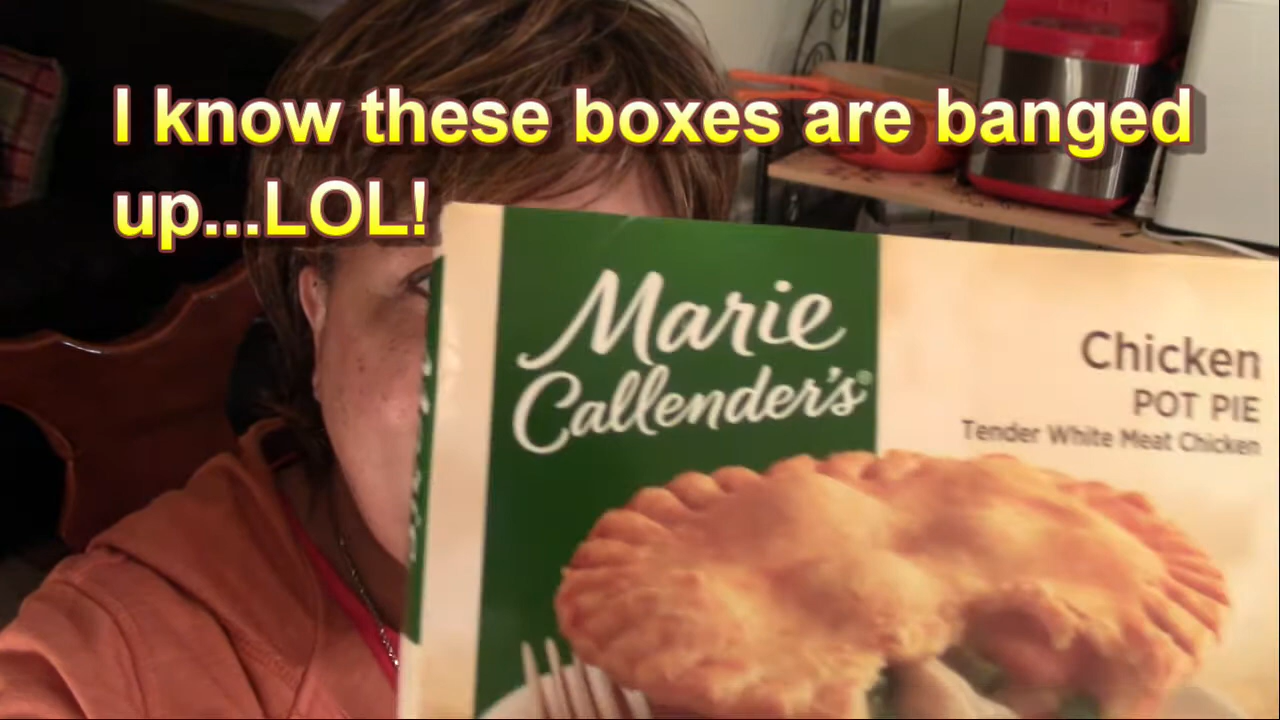 I know these boxes are banged
up...LOL!
Marie
Callender's®
Chicken
POT PIE
Tender White Meat Chicken